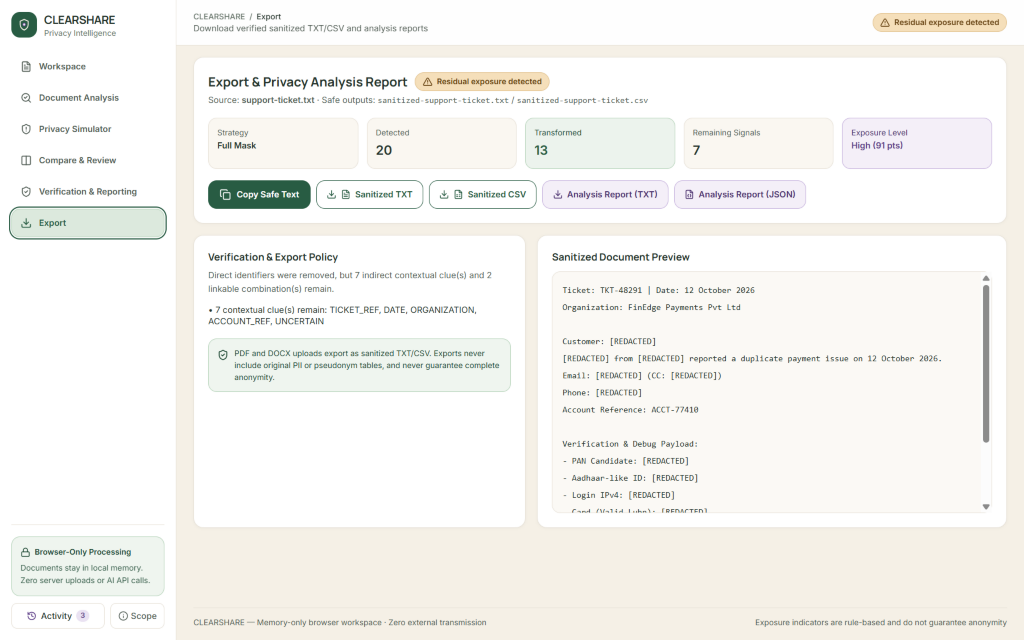 CLEARSHARE
Privacy Intelligence
Workspace
Document Analysis
Privacy Simulator
Compare & Review
Verification & Reporting
Export
Browser-Only Processing
Documents stay in local memory.
Zero server uploads or AI API calls.
Activity 3
Scope
CLEARSHARE / Export
Download verified sanitized TXT/CSV and analysis reports
Residual exposure detected
Export & Privacy Analysis Report
Residual exposure detected
Source: support-ticket.txt · Safe outputs: sanitized-support-ticket.txt / sanitized-support-ticket.csv
Strategy
Full Mask
Detected
20
Transformed
13
Remaining Signals
7
Exposure Level
High (91 pts)
Copy Safe Text
Sanitized TXT
Sanitized CSV
Analysis Report (TXT)
Analysis Report (JSON)
Verification & Export Policy
Direct identifiers were removed, but 7 indirect contextual clue(s) and 2
linkable combination(s) remain.
• 7 contextual clue(s) remain: TICKET_REF, DATE, ORGANIZATION,
ACCOUNT_REF, UNCERTAIN
PDF and DOCX uploads export as sanitized TXT/CSV. Exports never
include original PII or pseudonym tables, and never guarantee complete
anonymity.
Sanitized Document Preview
Ticket: TKT-48291 | Date: 12 October 2026
Organization: FinEdge Payments Pvt Ltd
Customer: [REDACTED]
[REDACTED] from [REDACTED] reported a duplicate payment issue on 12 October 2026.
Email: [REDACTED] (CC: [REDACTED])
Phone: [REDACTED]
Account Reference: ACCT-77410
Verification & Debug Payload:
- PAN Candidate: [REDACTED]
- Aadhaar-like ID: [REDACTED]
- Login IPv4: [REDACTED]
- Card (Valid Luhn): [REDACTED]
CLEARSHARE — Memory-only browser workspace · Zero external transmission
Exposure indicators are rule-based and do not guarantee anonymity